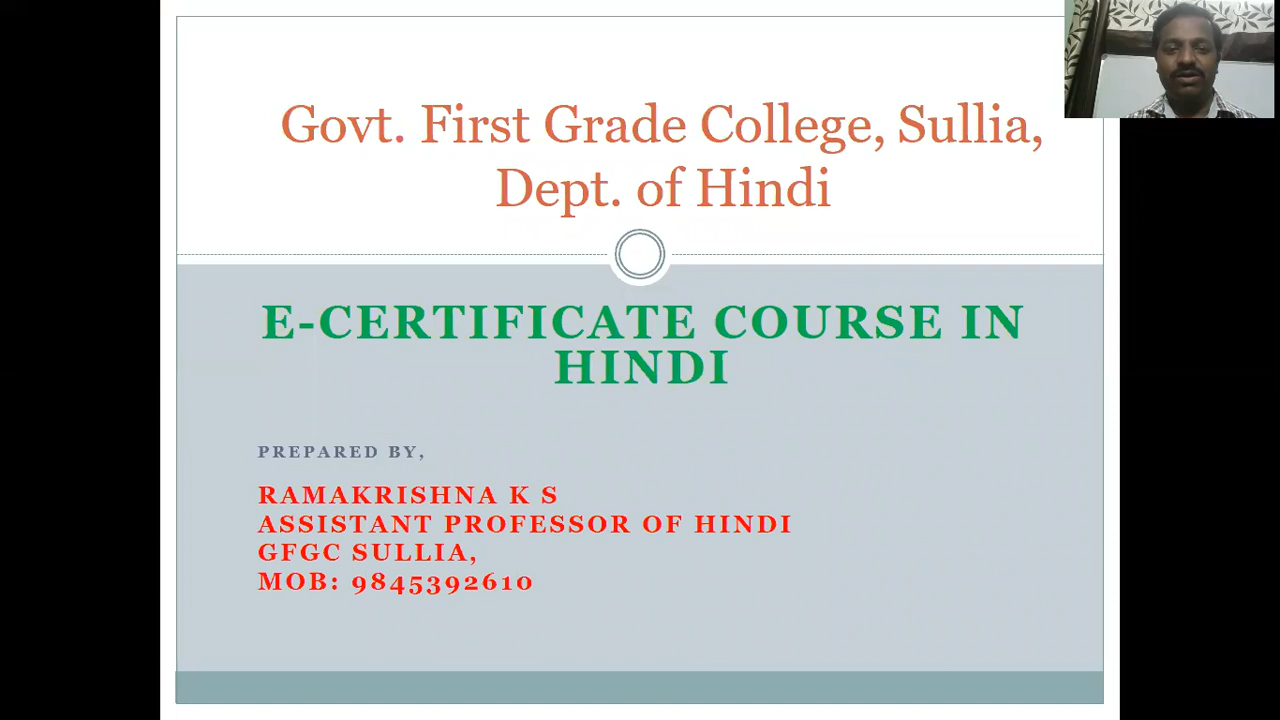 Govt. First Grade College, Sullia,
Dept. of Hindi
E-CERTIFICATE COURSE IN
HINDI
PREPARED BY,
RAMAKRISHNA K S
ASSISTANT PROFESSOR OF HINDI
GFGC SULLIA,
MOB: 9845392610